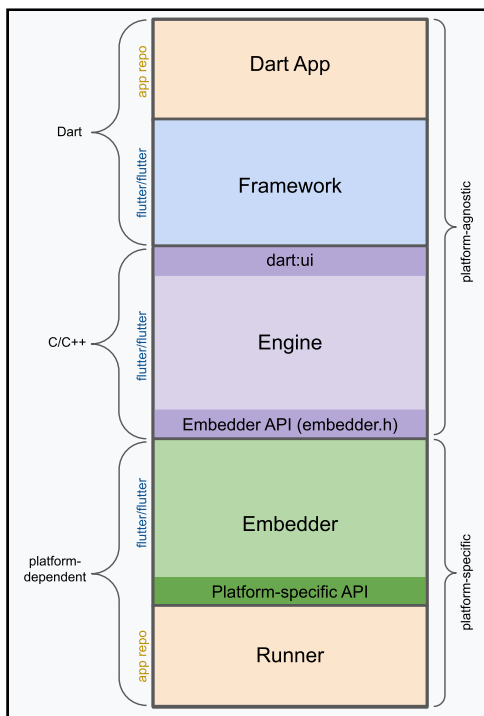 app repo
Dart App
Dart
flutter/flutter
Framework
platform-agnostic
dart:ui
C/C++
flutter/flutter
Engine
Embedder API (embedder.h)
flutter/flutter
Embedder
platform-
dependent
platform-specific
Platform-specific API
app repo
Runner